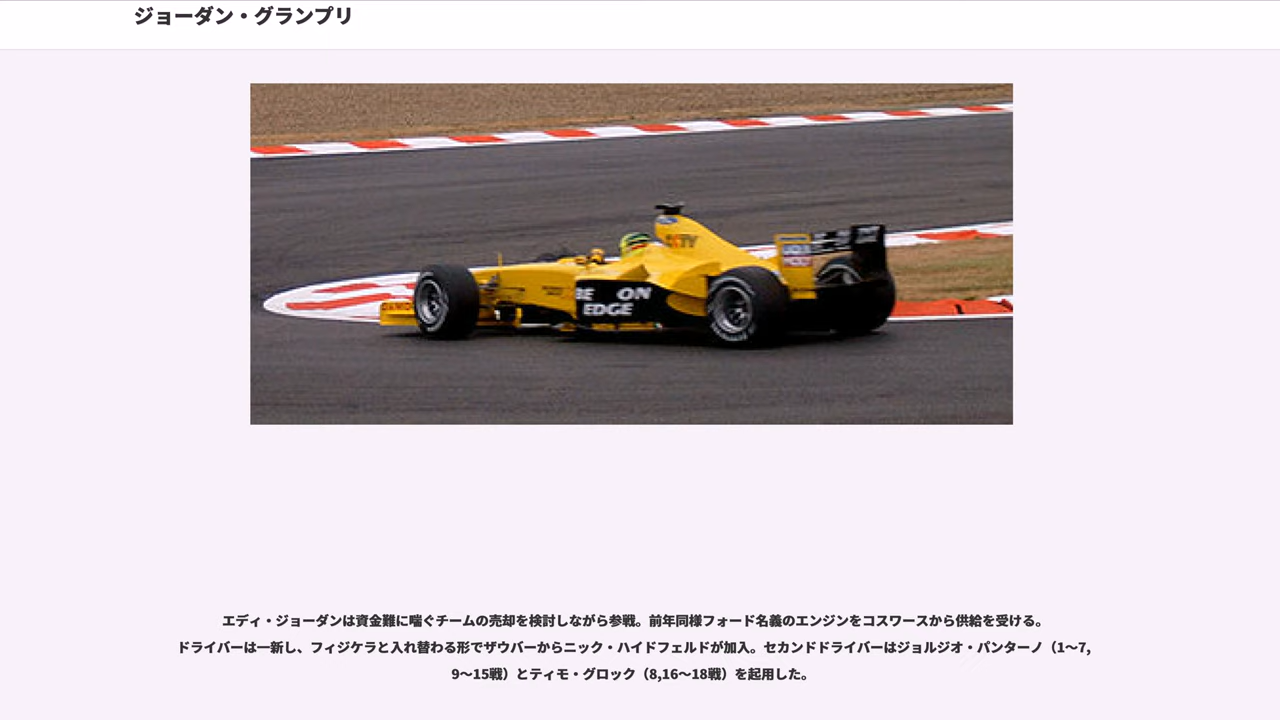 ジョーダン・グランプリ
BE ON
EDGE
エディ・ジョーダンは資金難に喘ぐチームの売却を検討しながら参戦。前年同様フォード名義のエンジンをコスワースから供給を受ける。
ドライバーは一新し、フィジケラと入れ替わる形でザウバーからニック・ハイドフェルドが加入。セカンドドライバーはジョルジオ・パンターノ（1〜7,
9〜15戦）とティモ・グロック（8,16〜18戦）を起用した。